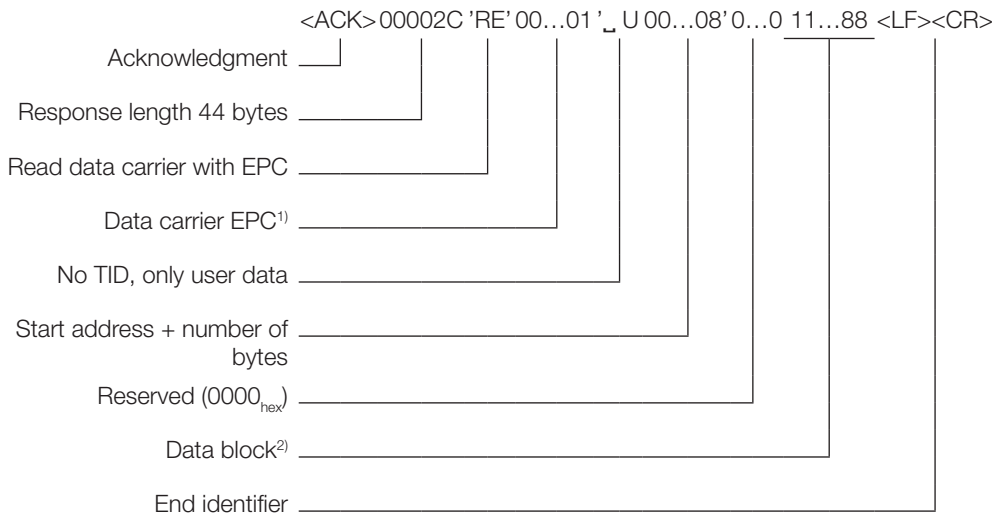 <ACK>00002C 'RE' 00…01 '␣ U 00…08' 0…0 11…88 <LF><CR>
Acknowledgment
Response length 44 bytes
Read data carrier with EPC
Data carrier EPC1)
No TID, only user data
Start address + number of
bytes
Reserved (0000hex)
Data block2)
End identifier